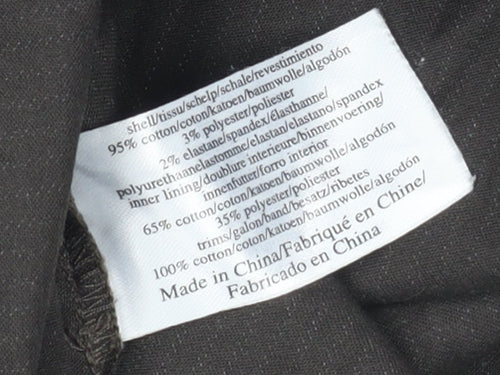 shell/tissu/schelp/schale/revestimiento
95% cotton/coton/katoen/baumwolle/algodón
3% polyester/poliester
2% elastane/spandex/élasthanne/
polyurethaanelastomme/elastan/elastano/spandex
inner lining/doublure interieure/binnenvoering/
innenfutter/forro interior
65% cotton/coton/katoen/baumwolle/algodón
35% polyester/poliester
trims/galon/band/besatz/ribetes
100% cotton/coton/katoen/baumwolle/algodón
Made in China/Fabriqué en Chine/
Fabricado en China